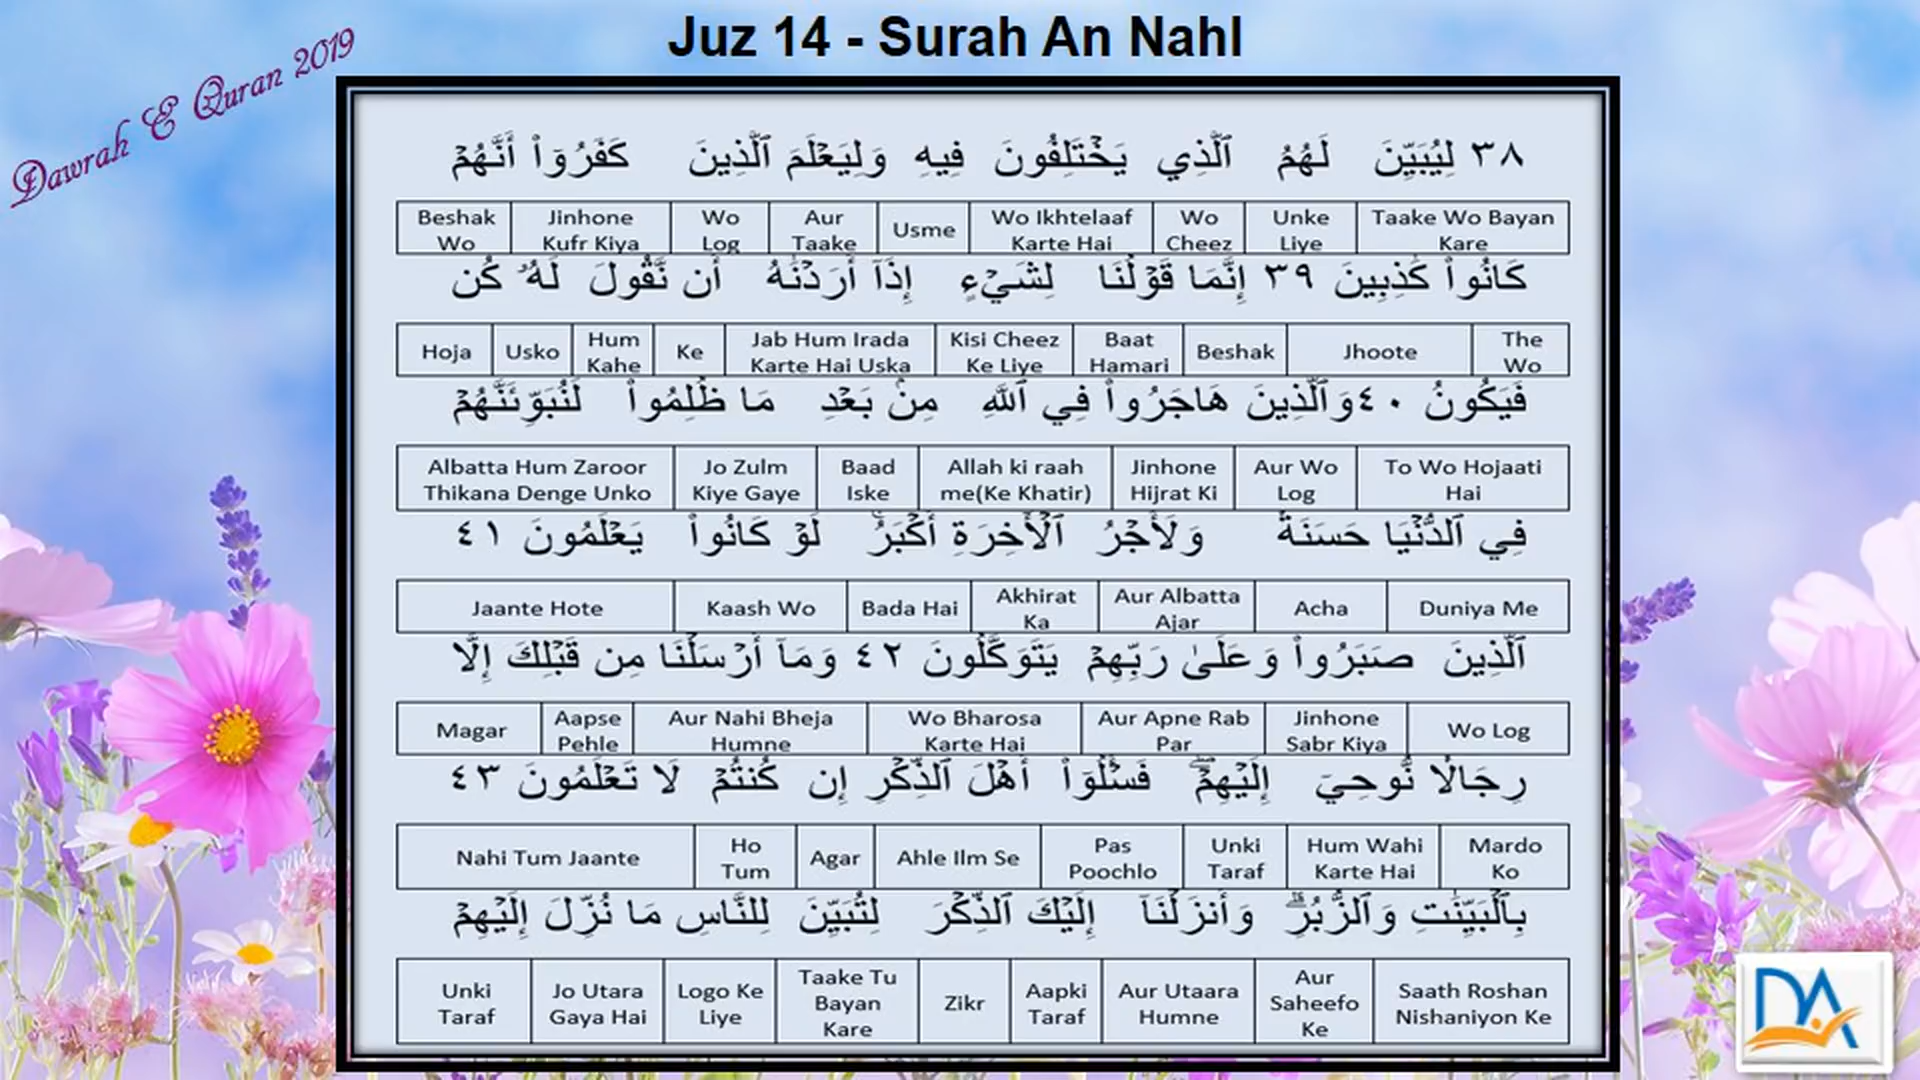 Juz 14 - Surah An Nahl
Dawrah E Quran 2019
٣٨ لِيُبَيِّنَ لَهُمُ ٱلَّذِي يَخۡتَلِفُونَ فِيهِ وَلِيَعۡلَمَ ٱلَّذِينَ كَفَرُوٓاْ أَنَّهُمۡ
Beshak Wo | Jinhone Kufr Kiya | Wo Log | Aur Taake | Usme | Wo Ikhtelaaf Karte Hai | Wo Cheez | Unke Liye | Taake Wo Bayan Kare
كَانُواْ كَٰذِبِينَ ٣٩ إِنَّمَا قَوۡلُنَا لِشَيۡءٍ إِذَآ أَرَدۡنَٰهُ أَن نَّقُولَ لَهُۥ كُن
Hoja | Usko | Hum Kahe | Ke | Jab Hum Irada Karte Hai Uska | Kisi Cheez Ke Liye | Baat Hamari | Beshak | Jhoote | The Wo
فَيَكُونُ ٤٠ وَٱلَّذِينَ هَاجَرُواْ فِي ٱللَّهِ مِنۢ بَعۡدِ مَا ظُلِمُواْ لَنُبَوِّئَنَّهُمۡ
Albatta Hum Zaroor Thikana Denge Unko | Jo Zulm Kiye Gaye | Baad Iske | Allah ki raah me(Ke Khatir) | Jinhone Hijrat Ki | Aur Wo Log | To Wo Hojaati Hai
فِي ٱلدُّنۡيَا حَسَنَةٗ وَلَأَجۡرُ ٱلۡأٓخِرَةِ أَكۡبَرُۚ لَوۡ كَانُواْ يَعۡلَمُونَ ٤١
Jaante Hote | Kaash Wo | Bada Hai | Akhirat Ka | Aur Albatta Ajar | Acha | Duniya Me
ٱلَّذِينَ صَبَرُواْ وَعَلَىٰ رَبِّهِمۡ يَتَوَكَّلُونَ ٤٢ وَمَآ أَرۡسَلۡنَا مِن قَبۡلِكَ إِلَّا
Magar | Aapse Pehle | Aur Nahi Bheja Humne | Wo Bharosa Karte Hai | Aur Apne Rab Par | Jinhone Sabr Kiya | Wo Log
رِجَالٗا نُّوحِيٓ إِلَيۡهِمۡۖ فَسۡـَٔلُوٓاْ أَهۡلَ ٱلذِّكۡرِ إِن كُنتُمۡ لَا تَعۡلَمُونَ ٤٣
Nahi Tum Jaante | Ho Tum | Agar | Ahle Ilm Se | Pas Poochlo | Unki Taraf | Hum Wahi Karte Hai | Mardo Ko
بِٱلۡبَيِّنَٰتِ وَٱلزُّبُرِۗ وَأَنزَلۡنَآ إِلَيۡكَ ٱلذِّكۡرَ لِتُبَيِّنَ لِلنَّاسِ مَا نُزِّلَ إِلَيۡهِمۡ
Unki Taraf | Jo Utara Gaya Hai | Logo Ke Liye | Taake Tu Bayan Kare | Zikr | Aapki Taraf | Aur Utaara Humne | Aur Saheefo Ke | Saath Roshan Nishaniyon Ke
DA